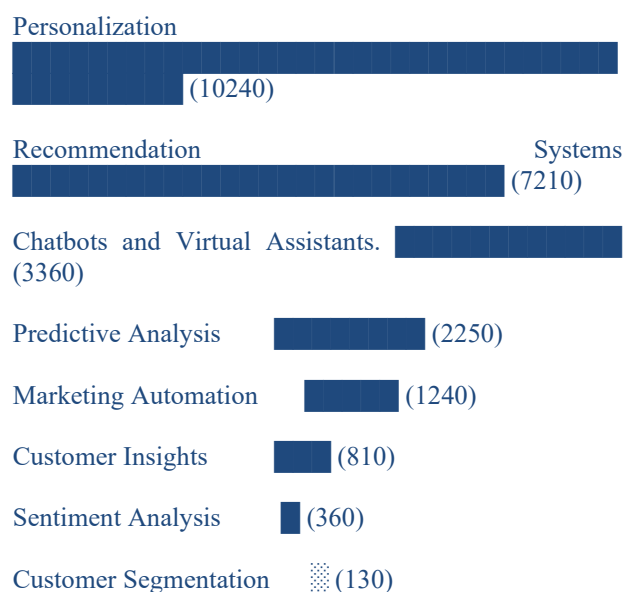 Personalization
(10240)
Recommendation Systems
(7210)
Chatbots and Virtual Assistants.
(3360)
Predictive Analysis (2250)
Marketing Automation (1240)
Customer Insights (810)
Sentiment Analysis (360)
Customer Segmentation (130)